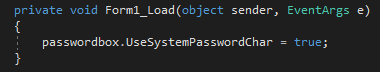 private void Form1_Load(object sender, EventArgs e)
{
passwordbox.UseSystemPasswordChar = true;
}